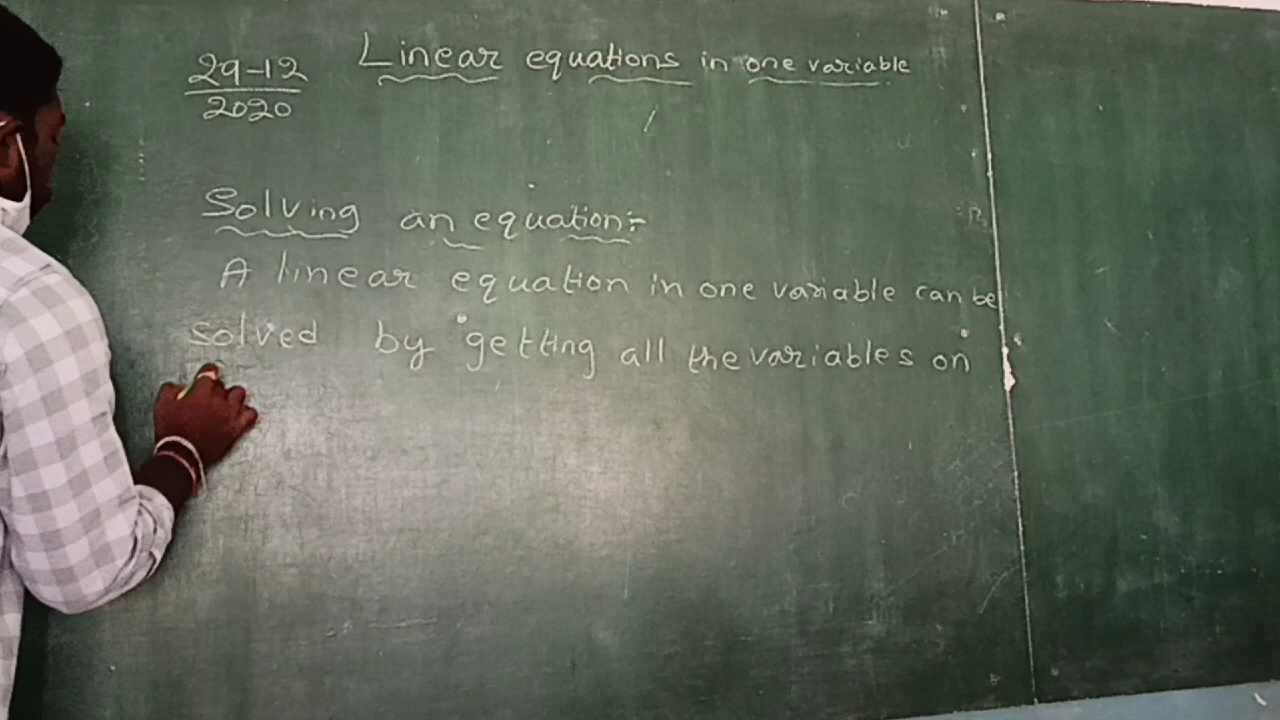 29-12
2020
Linear equations in one variable
Solving an equation:-
A linear equation in one variable can be
solved by getting all the variables on